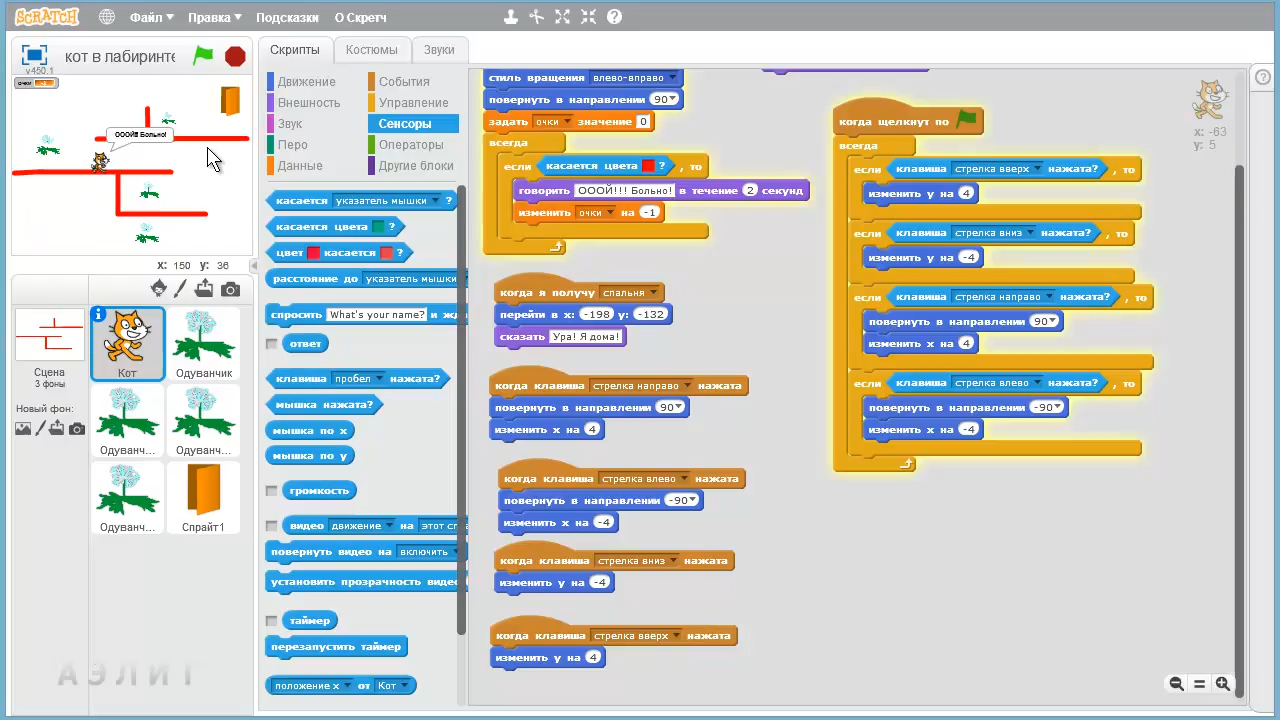 SCRATCH
Файл Правка Подсказки О Скретч
кот в лабиринте
v450.1
очки
ОООЙ!! Больно!
x: 150 y: 36
Сцена
3 фоны
Новый фон:
Кот
Одуванчик
Одуванч...
Одуванч...
Одуванч...
Спрайт1
Скрипты Костюмы Звуки
Движение События
Внешность Управление
Звук Сенсоры
Перо Операторы
Данные Другие блоки
касается указатель мышки ?
касается цвета ?
цвет касается ?
расстояние до указатель мышки
спросить What's your name? и жд
ответ
клавиша пробел нажата?
мышка нажата?
мышка по x
мышка по y
громкость
видео движение на этот сп
повернуть видео на включить
установить прозрачность видео
таймер
перезапустить таймер
положение x от Кот
стиль вращения влево-вправо
повернуть в направлении 90
задать очки значение 0
всегда
если касается цвета ? , то
говорить ОООЙ!!! Больно! в течение 2 секунд
изменить очки на -1
когда я получу спальня
перейти в x: -198 y: -132
сказать Ура! Я дома!
когда клавиша стрелка направо нажата
повернуть в направлении 90
изменить x на 4
когда клавиша стрелка влево нажата
повернуть в направлении -90
изменить x на -4
когда клавиша стрелка вниз нажата
изменить y на -4
когда клавиша стрелка вверх нажата
изменить y на 4
когда щелкнут по
всегда
если клавиша стрелка вверх нажата? , то
изменить y на 4
если клавиша стрелка вниз нажата? , то
изменить y на -4
если клавиша стрелка направо нажата? , то
повернуть в направлении 90
изменить x на 4
если клавиша стрелка влево нажата? , то
повернуть в направлении -90
изменить x на -4
x: -63
y: 5
АЭЛИТ